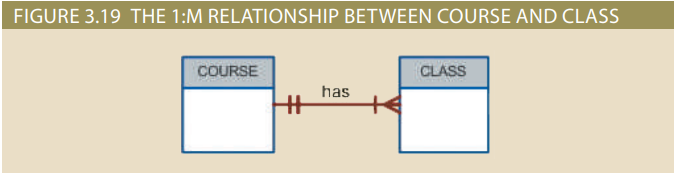 FIGURE 3.19 THE 1:M RELATIONSHIP BETWEEN COURSE AND CLASS
COURSE
has
CLASS